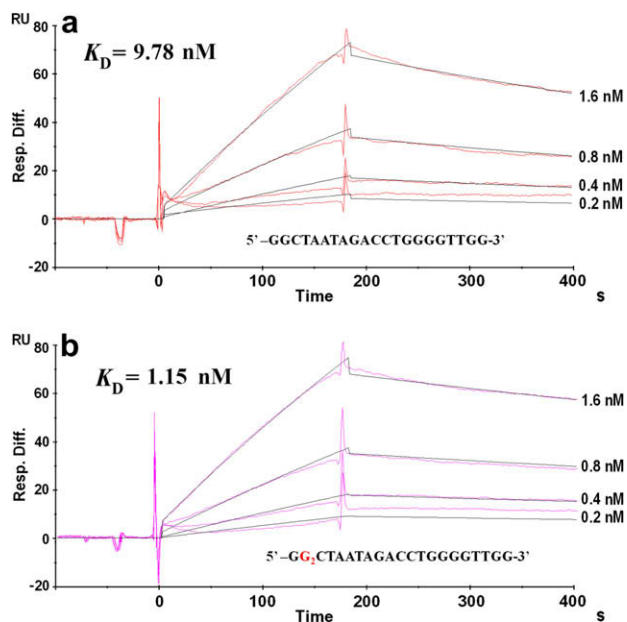 RU
a
80
K_D = 9.78 nM
60
Resp. Diff.
40
20
0
-20
1.6 nM
0.8 nM
0.4 nM
0.2 nM
5' –GGCTAATAGACCTGGGGTTGG-3'
0 100 200 300 400
Time s
RU
b
80
K_D = 1.15 nM
60
Resp. Diff.
40
20
0
-20
1.6 nM
0.8 nM
0.4 nM
0.2 nM
5' –GG₂CTAATAGACCTGGGGTTGG-3'
0 100 200 300 400
Time s